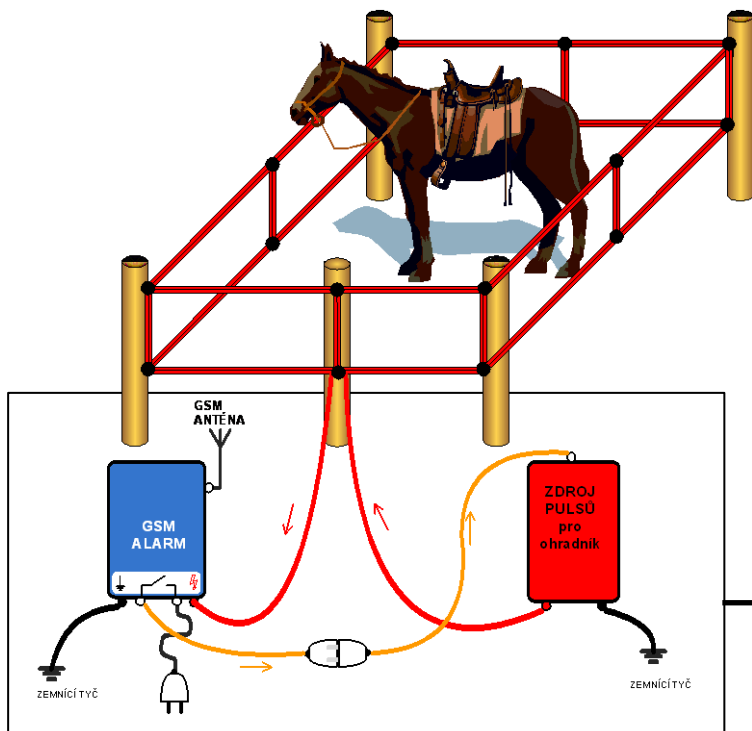 GSM
ANTÉNA
GSM
ALARM
ZDROJ
PULSŮ
pro
ohradník
ZEMNÍCÍ TYČ
ZEMNÍCÍ TYČ